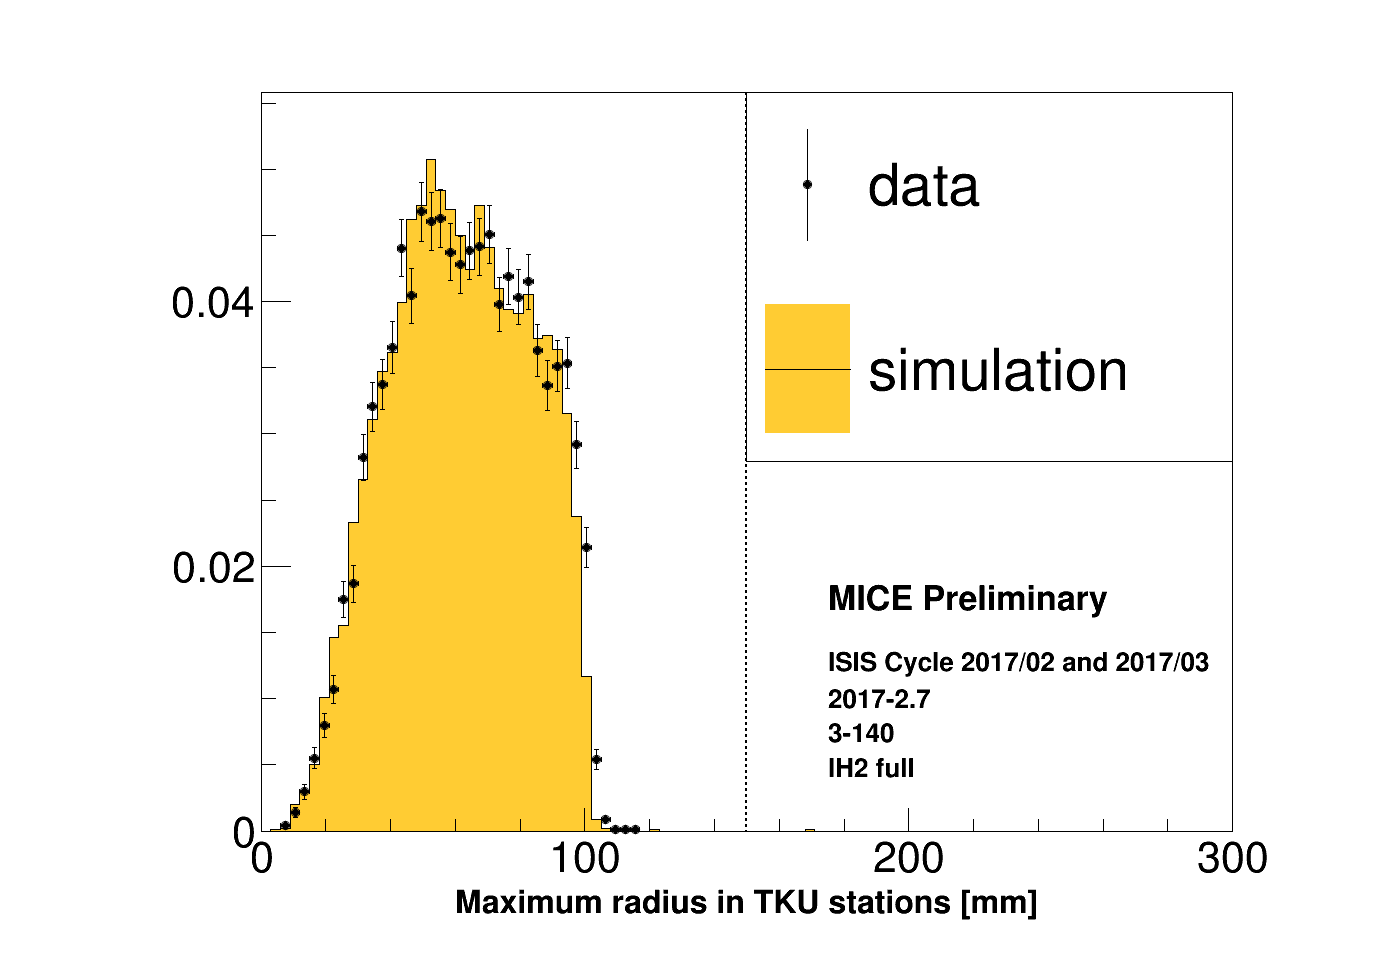 data
simulation
0.04
0.02
0
MICE Preliminary
ISIS Cycle 2017/02 and 2017/03
2017-2.7
3-140
IH2 full
0 100 200 300
Maximum radius in TKU stations [mm]